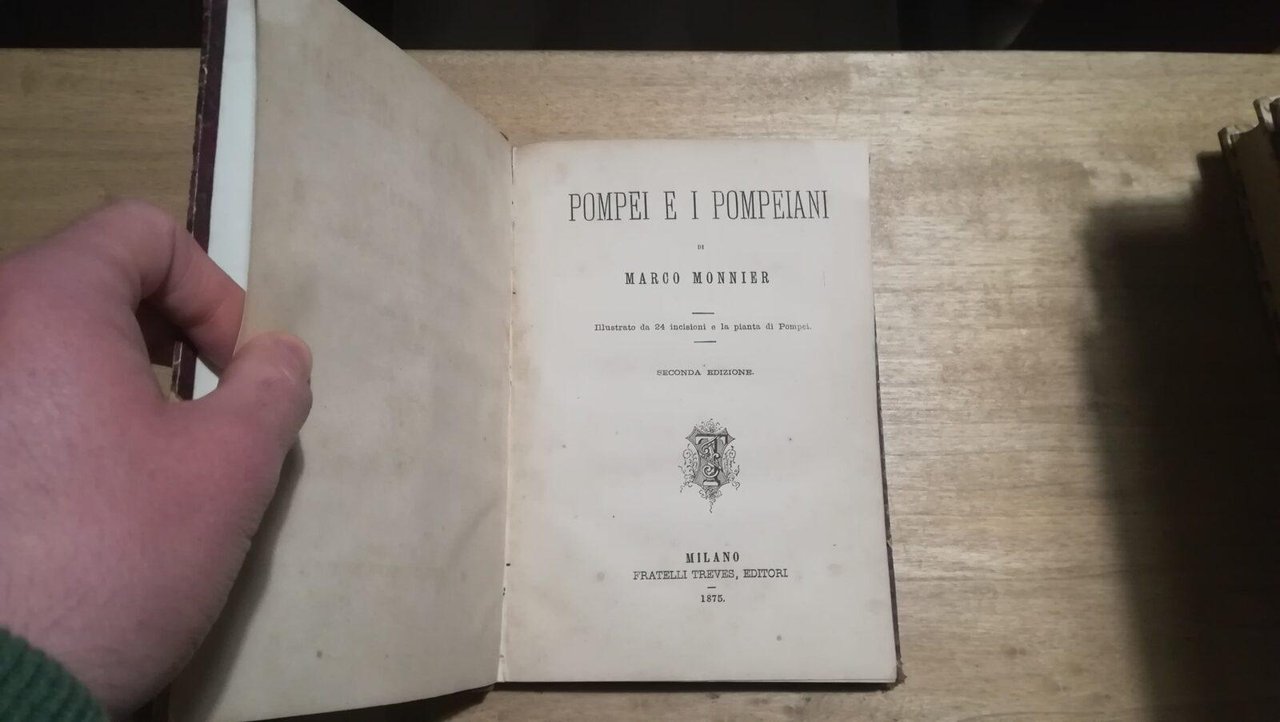 POMPEI E I POMPEIANI
DI
MARCO MONNIER
Illustrato da 24 incisioni e la pianta di Pompei.
SECONDA EDIZIONE.
MILANO
FRATELLI TREVES, EDITORI
1875.